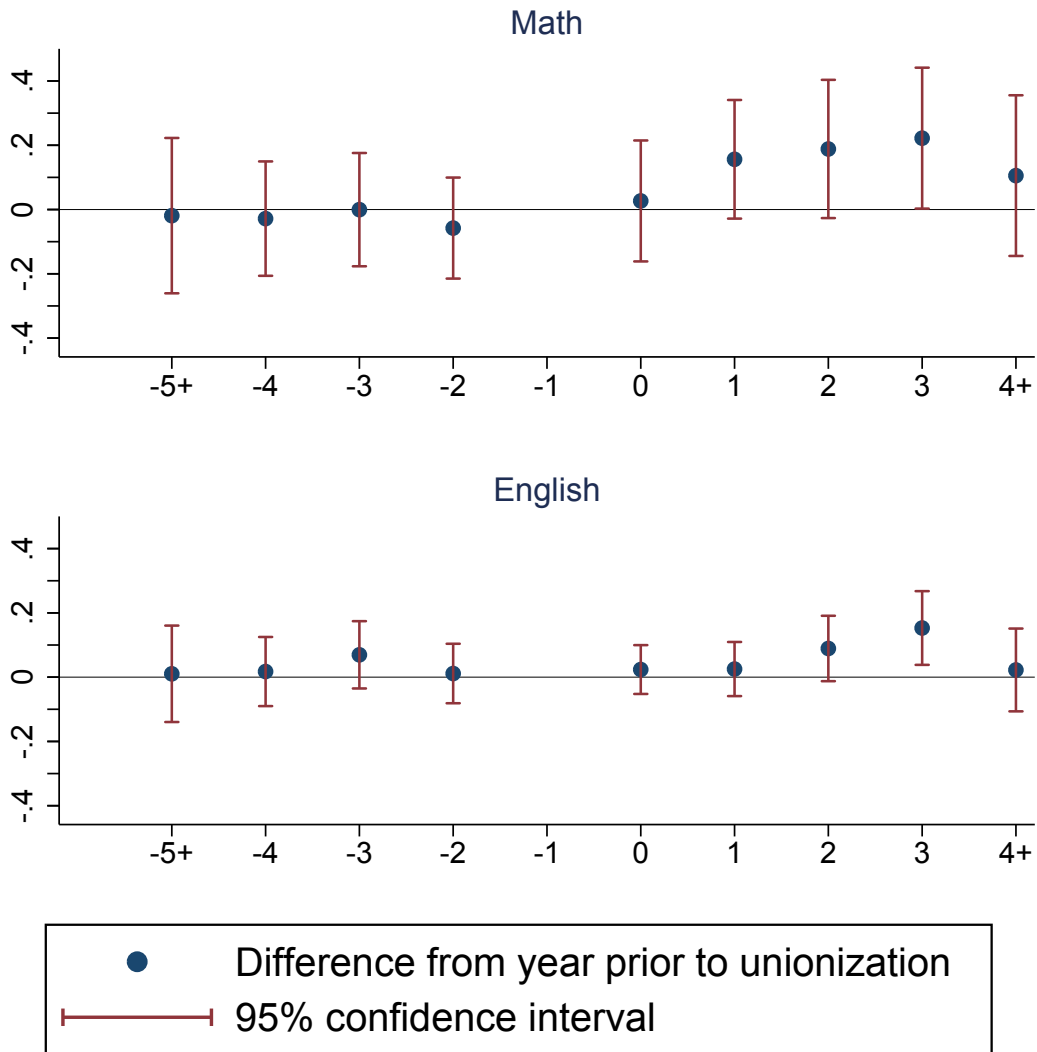 Math
.4
.2
0
-.2
-.4
-5+ -4 -3 -2 -1 0 1 2 3 4+
English
.4
.2
0
-.2
-.4
-5+ -4 -3 -2 -1 0 1 2 3 4+
Difference from year prior to unionization
95% confidence interval